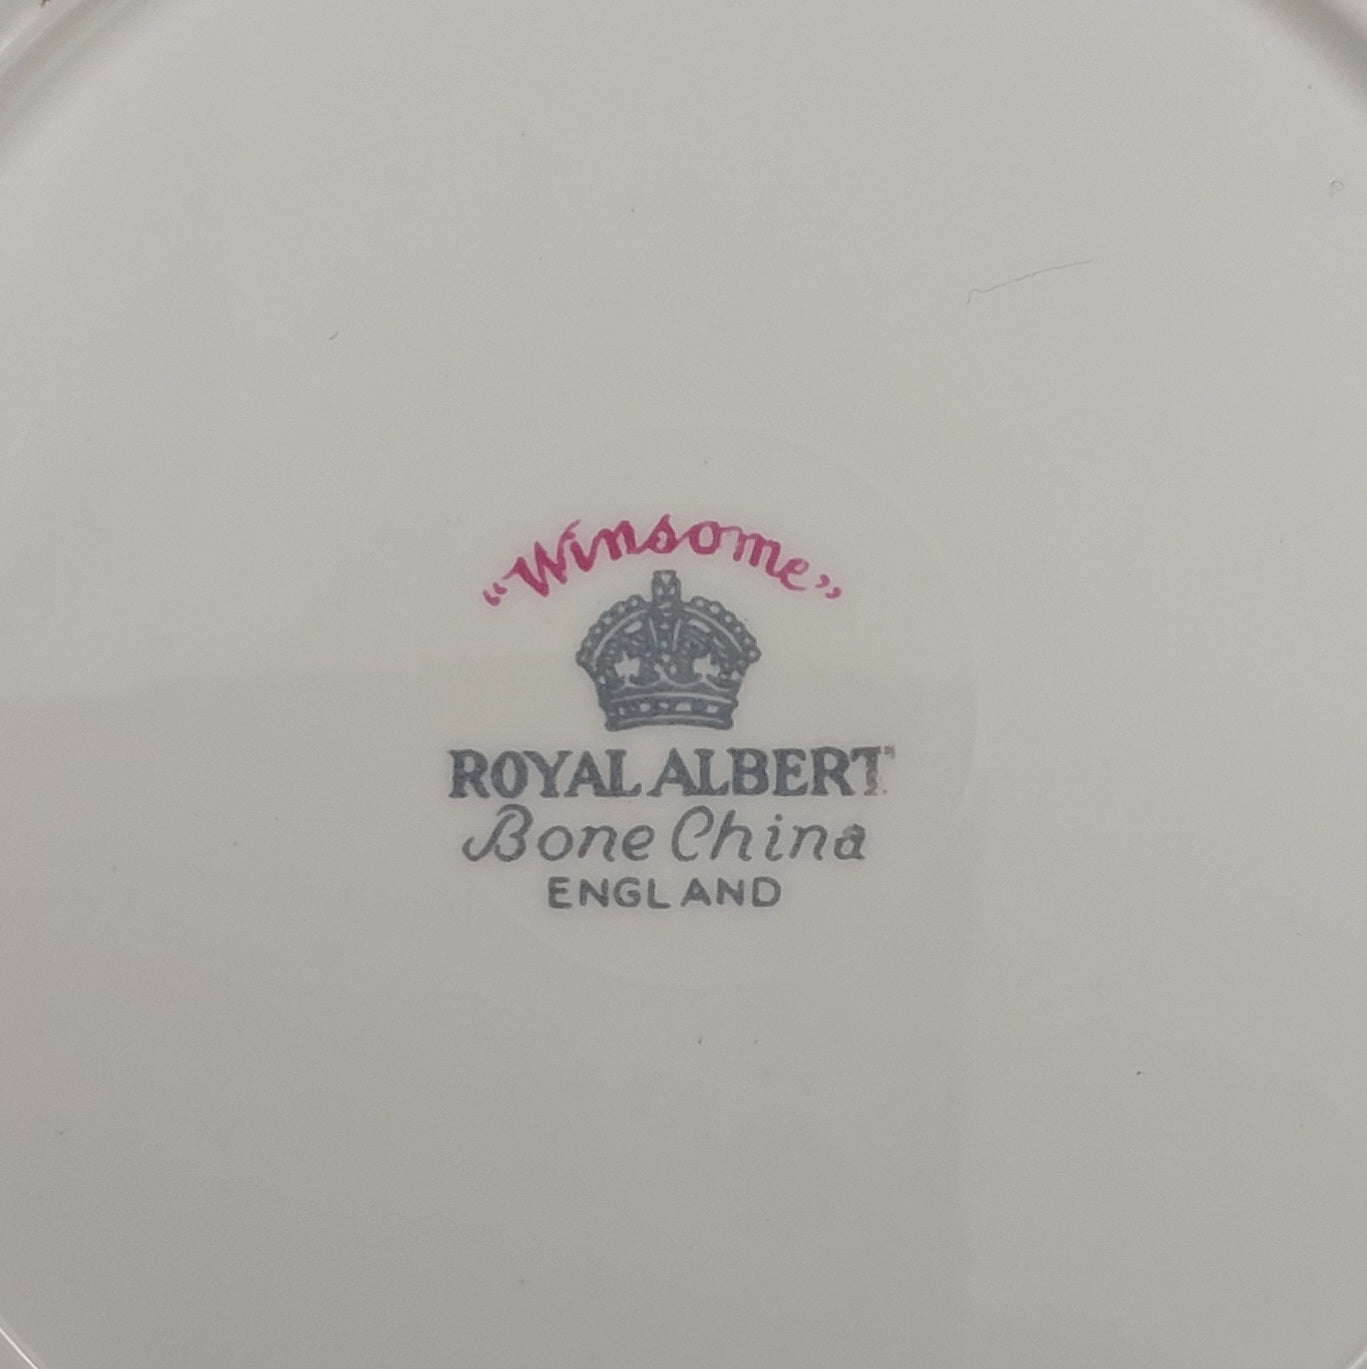 "Winsome"
ROYAL ALBERT
Bone China
ENGLAND